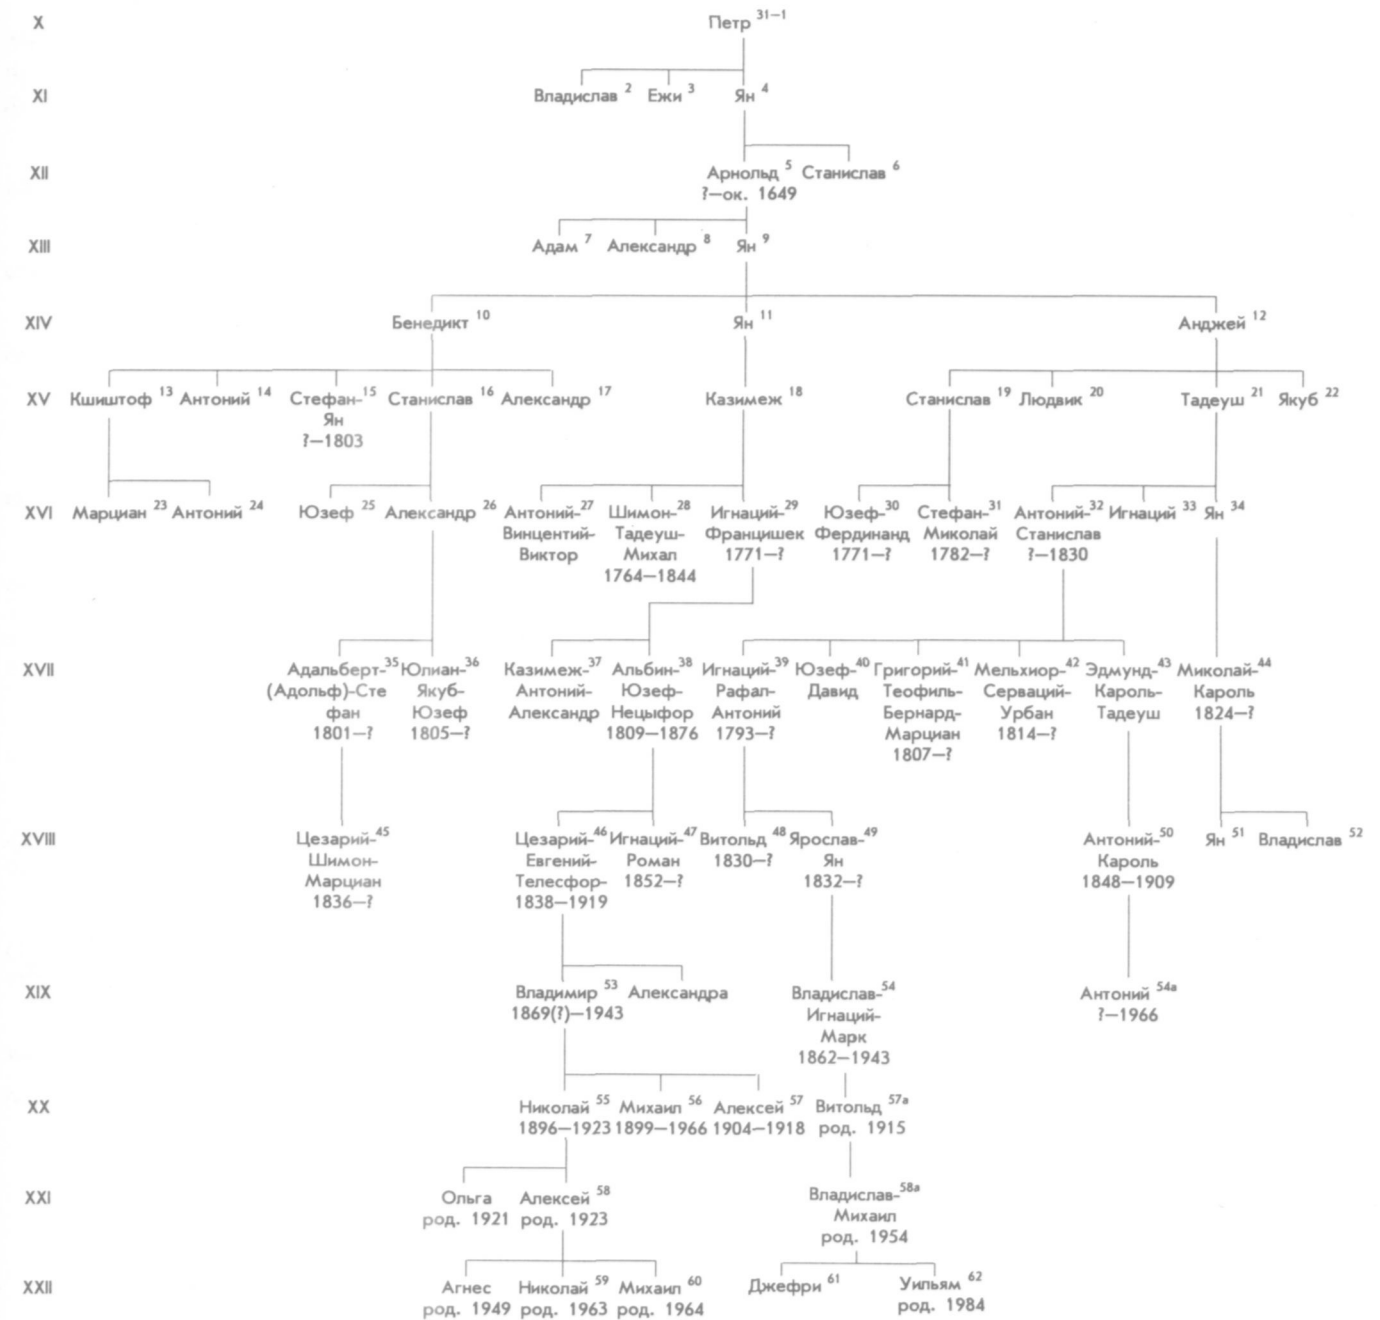 X Петр 31–1
XI Владислав 2 Ежи 3 Ян 4
XII Арнольд 5 Станислав 6
?—ок. 1649
XIII Адам 7 Александр 8 Ян 9
XIV Бенедикт 10 Ян 11 Анджей 12
XV Кшиштоф 13 Антоний 14 Стефан-15 Станислав 16 Александр 17 Казимеж 18 Станислав 19 Людвик 20 Тадеуш 21 Якуб 22
Ян
?—1803
XVI Марциан 23 Антоний 24 Юзеф 25 Александр 26 Антоний-27 Шимон-28 Игнаций-29 Юзеф-30 Стефан-31 Антоний-32 Игнаций 33 Ян 34
Винцентий- Тадеуш- Францишек Фердинанд Миколай Станислав
Виктор Михал 1771—? 1771—? 1782—? ?—1830
1764—1844
XVII Адальберт-35 Юлиан-36 Казимеж-37 Альбин-38 Игнаций-39 Юзеф-40 Григорий-41 Мельхиор-42 Эдмунд-43 Миколай-44
(Адольф)-Сте Якуб- Антоний- Юзеф- Рафал- Давид Теофиль- Серваций- Кароль- Кароль
фан Юзеф Александр Нецыфор Антоний Бернард- Урбан Тадеуш 1824—?
1801—? 1805—? 1809—1876 1793—? Марциан 1814—?
1807—?
XVIII Цезарий-45 Цезарий-46 Игнаций-47 Витольд 48 Ярослав-49 Антоний-50 Ян 51 Владислав 52
Шимон- Евгений- Роман 1830—? Ян Кароль
Марциан Телесфор- 1852—? 1832—? 1848—1909
1836—? 1838—1919
XIX Владимир 53 Александра Владислав-54 Антоний 54а
1869(?)—1943 Игнаций- ?—1966
Марк
1862—1943
XX Николай 55 Михаил 56 Алексей 57 Витольд 57а
1896—1923 1899—1966 1904—1918 род. 1915
XXI Ольга Алексей 58 Владислав-58а
род. 1921 род. 1923 Михаил
род. 1954
XXII Агнес Николай 59 Михаил 60 Джефри 61 Уильям 62
род. 1949 род. 1963 род. 1964 род. 1984